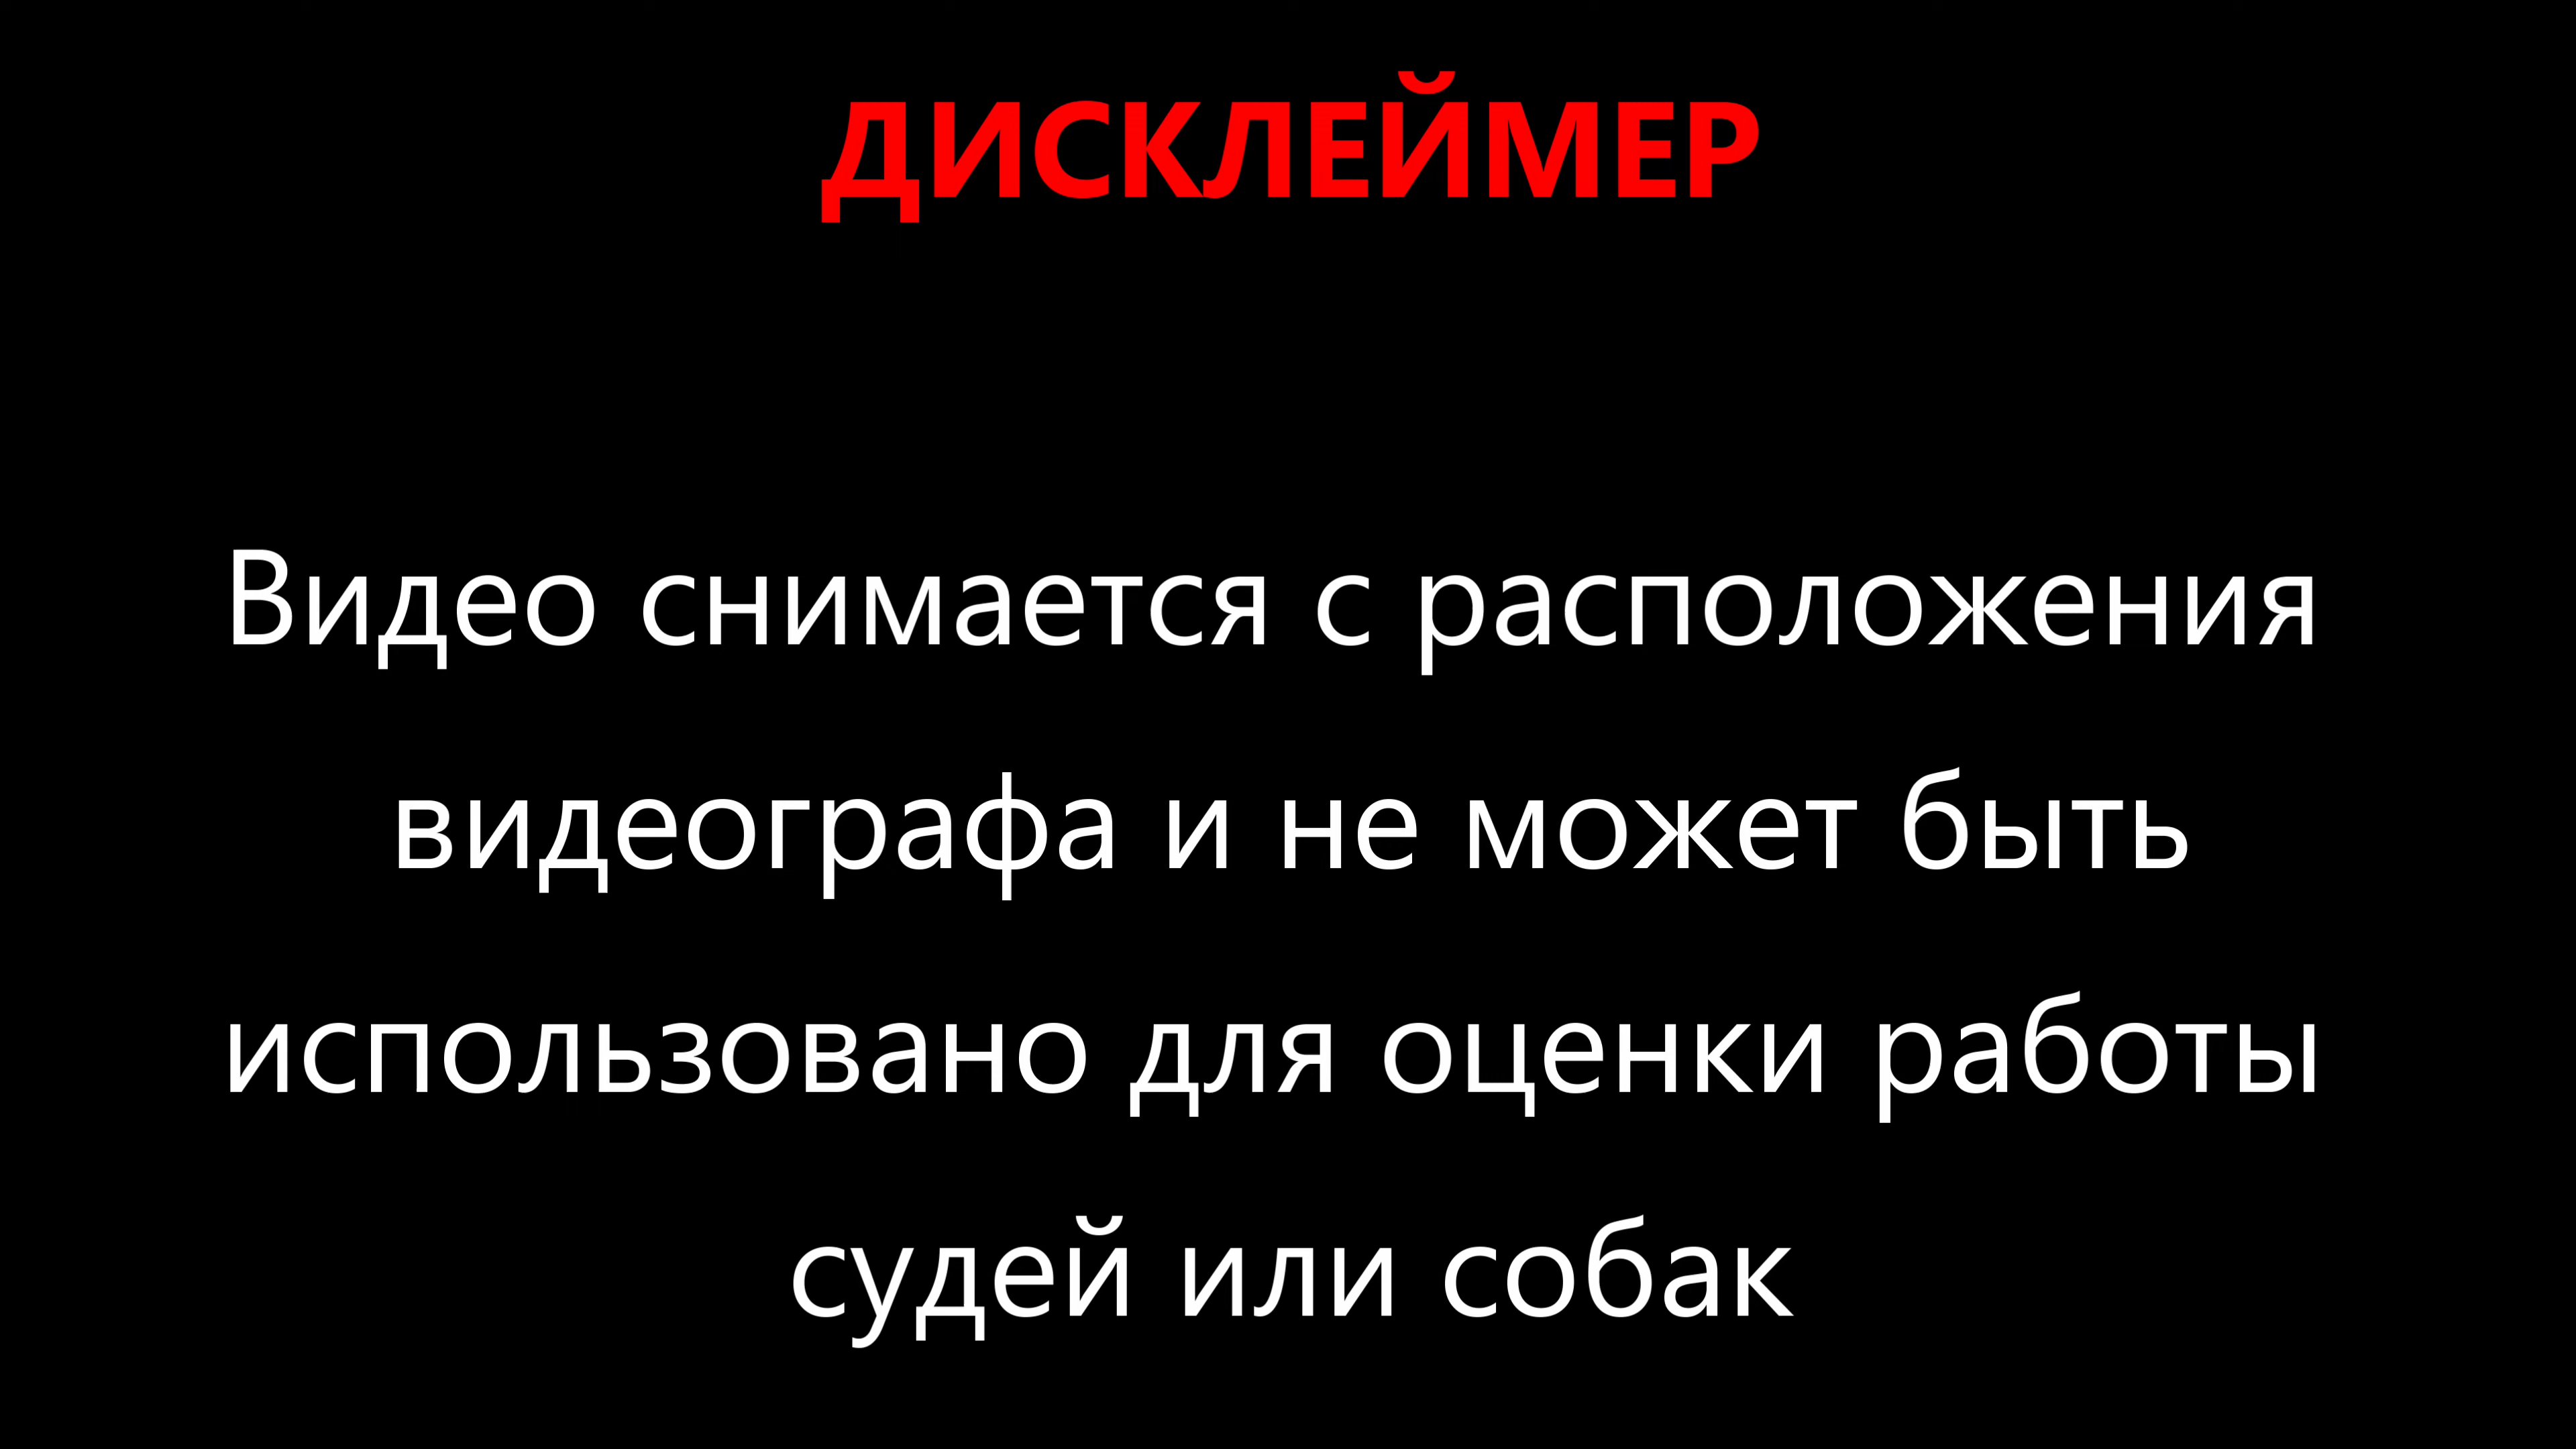 ДИСКЛЕЙМЕР
Видео снимается с расположения
видеографа и не может быть
использовано для оценки работы
судей или собак